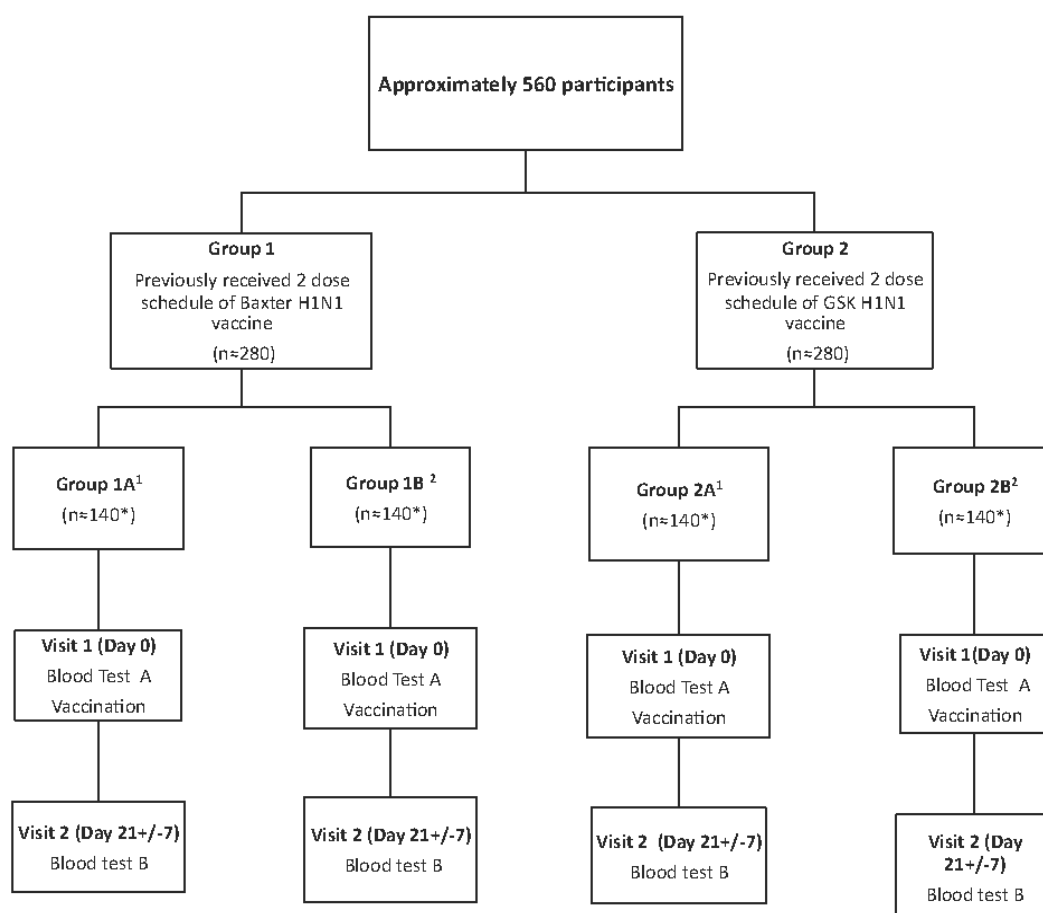 Approximately 560 participants
Group 1
Previously received 2 dose
schedule of Baxter H1N1
vaccine
(n≈280)
Group 2
Previously received 2 dose
schedule of GSK H1N1
vaccine
(n≈280)
Group 1A¹
(n≈140*)
Group 1B ²
(n≈140*)
Group 2A¹
(n≈140*)
Group 2B²
(n≈140*)
Visit 1 (Day 0)
Blood Test A
Vaccination
Visit 1 (Day 0)
Blood Test A
Vaccination
Visit 1 (Day 0)
Blood Test A
Vaccination
Visit 1(Day 0)
Blood Test A
Vaccination
Visit 2 (Day 21+/-7)
Blood test B
Visit 2 (Day 21+/-7)
Blood test B
Visit 2 (Day 21+/-7)
Blood test B
Visit 2 (Day
21+/-7)
Blood test B